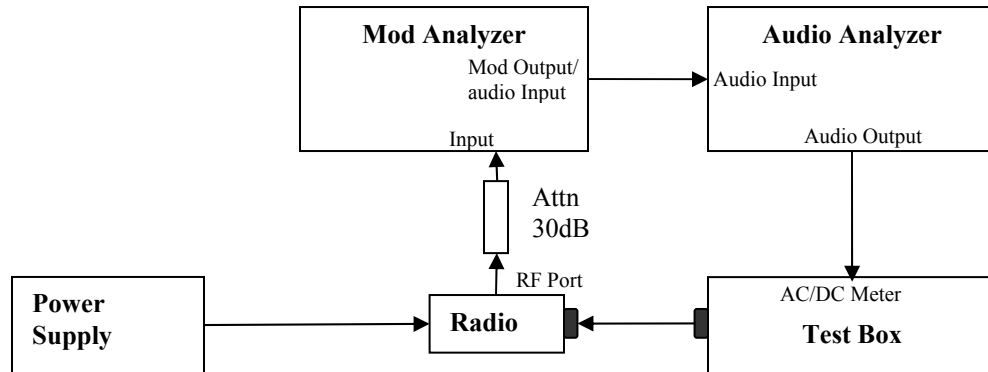 Mod Analyzer
Mod Output/
audio Input
Input
Audio Analyzer
Audio Input
Audio Output
Attn
30dB
RF Port
Power
Supply
Radio
AC/DC Meter
Test Box